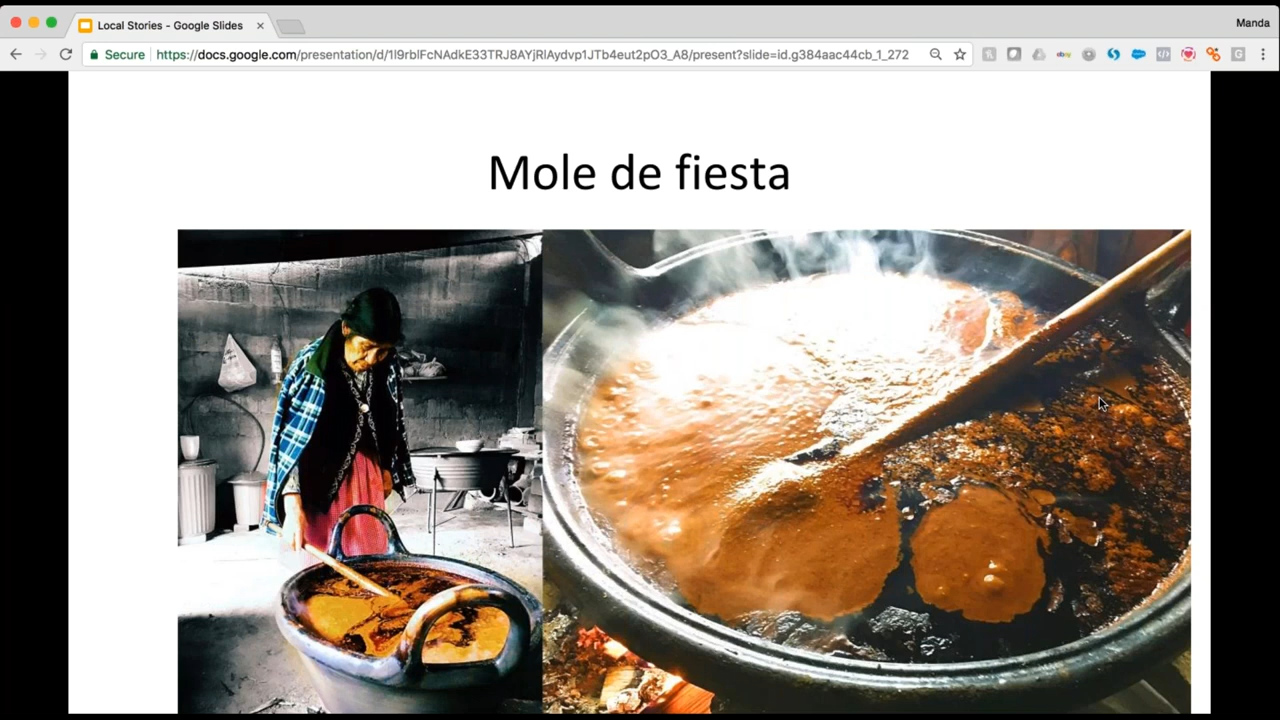 Local Stories - Google Slides
Manda
Secure
https://docs.google.com/presentation/d/1l9rblFcNAdkE33TRJ8AYjRlAydvp1JTb4eut2pO3_A8/present?slide=id.g384aac44cb_1_272
Mole de fiesta